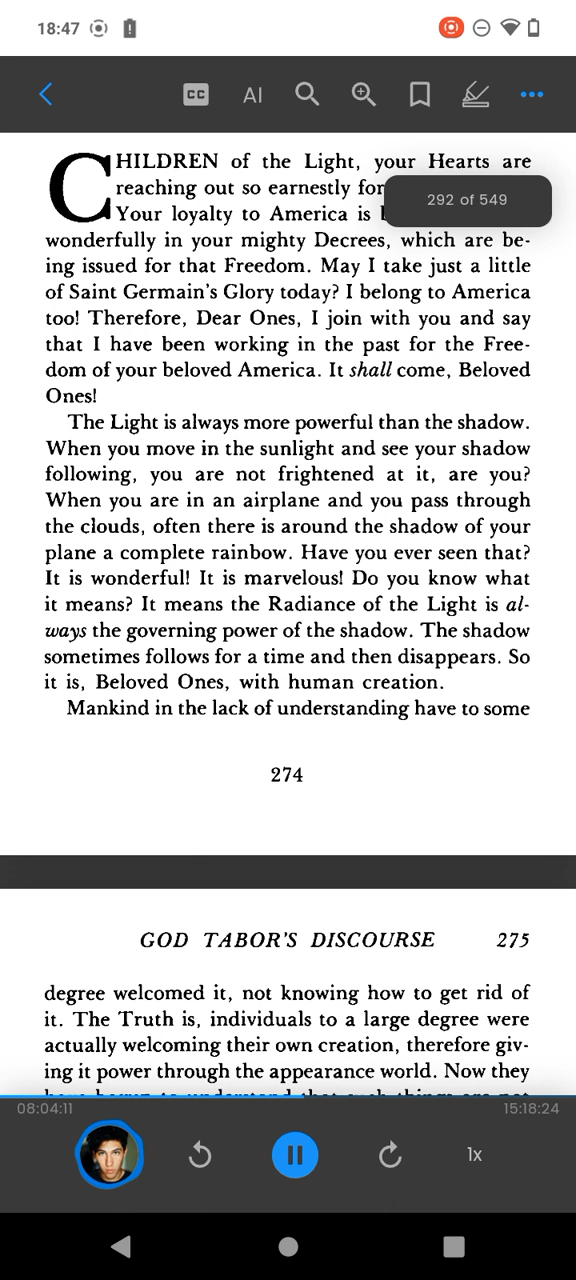 18:47
CC AI
292 of 549
CHILDREN of the Light, your Hearts are
reaching out so earnestly for
Your loyalty to America is
wonderfully in your mighty Decrees, which are be-
ing issued for that Freedom. May I take just a little
of Saint Germain's Glory today? I belong to America
too! Therefore, Dear Ones, I join with you and say
that I have been working in the past for the Free-
dom of your beloved America. It shall come, Beloved
Ones!
The Light is always more powerful than the shadow.
When you move in the sunlight and see your shadow
following, you are not frightened at it, are you?
When you are in an airplane and you pass through
the clouds, often there is around the shadow of your
plane a complete rainbow. Have you ever seen that?
It is wonderful! It is marvelous! Do you know what
it means? It means the Radiance of the Light is al-
ways the governing power of the shadow. The shadow
sometimes follows for a time and then disappears. So
it is, Beloved Ones, with human creation.
Mankind in the lack of understanding have to some
274
GOD TABOR'S DISCOURSE 275
degree welcomed it, not knowing how to get rid of
it. The Truth is, individuals to a large degree were
actually welcoming their own creation, therefore giv-
ing it power through the appearance world. Now they
08:04:11 15:18:24
1x